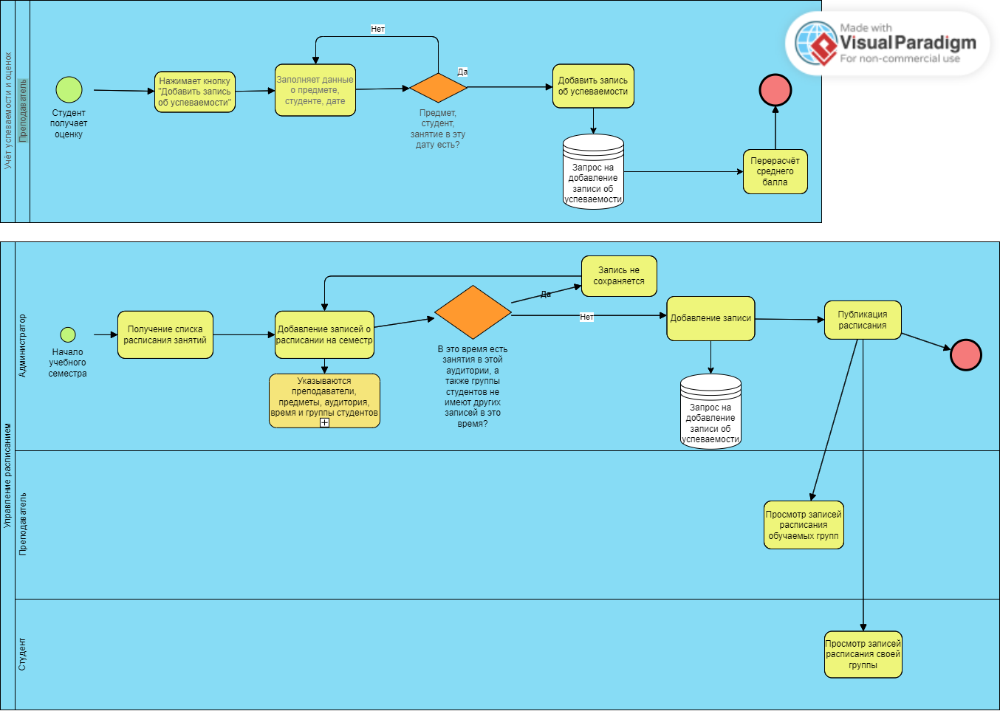 Учёт успеваемости и оценок
Преподаватель
Студент
получает
оценку
Нажимает кнопку
"Добавить запись
об успеваемости"
Заполняет данные
о предмете,
студенте, дате
Нет
Да
Предмет,
студент,
занятие в эту
дату есть?
Добавить запись
об успеваемости
Запрос на
добавление
записи об
успеваемости
Перерасчёт
среднего
балла
Made with
Visual Paradigm
For non-commercial use
Управление расписанием
Администратор
Начало
учебного
семестра
Получение списка
расписания занятий
Добавление записей о
расписании на семестр
Указываются
преподаватели,
предметы, аудитория,
время и группы студентов
В это время есть
занятия в этой
аудитории, а
также группы
студентов не
имеют других
записей в это
время?
Да
Нет
Запись не
сохраняется
Добавление записи
Запрос на
добавление
записи об
успеваемости
Публикация
расписания
Преподаватель
Просмотр записей
расписания
обучаемых групп
Студент
Просмотр записей
расписания своей
группы